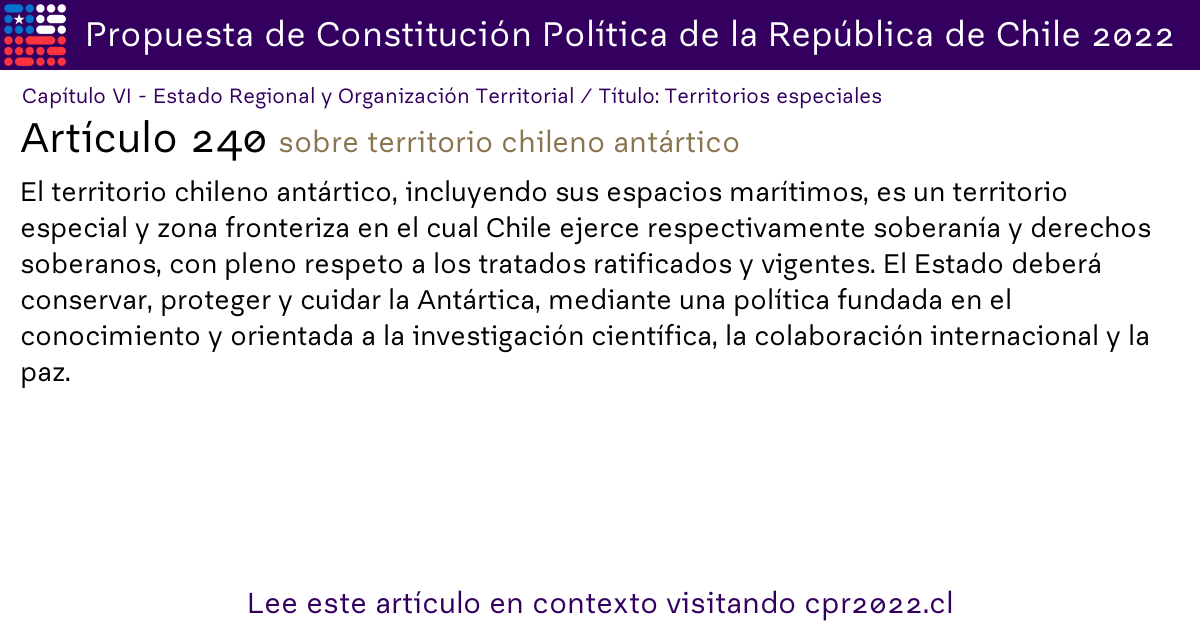 Propuesta de Constitución Política de la República de Chile 2022
Capítulo VI - Estado Regional y Organización Territorial / Título: Territorios especiales
Artículo 240 sobre territorio chileno antártico
El territorio chileno antártico, incluyendo sus espacios marítimos, es un territorio
especial y zona fronteriza en el cual Chile ejerce respectivamente soberanía y derechos
soberanos, con pleno respeto a los tratados ratificados y vigentes. El Estado deberá
conservar, proteger y cuidar la Antártica, mediante una política fundada en el
conocimiento y orientada a la investigación científica, la colaboración internacional y la
paz.
Lee este artículo en contexto visitando cpr2022.cl